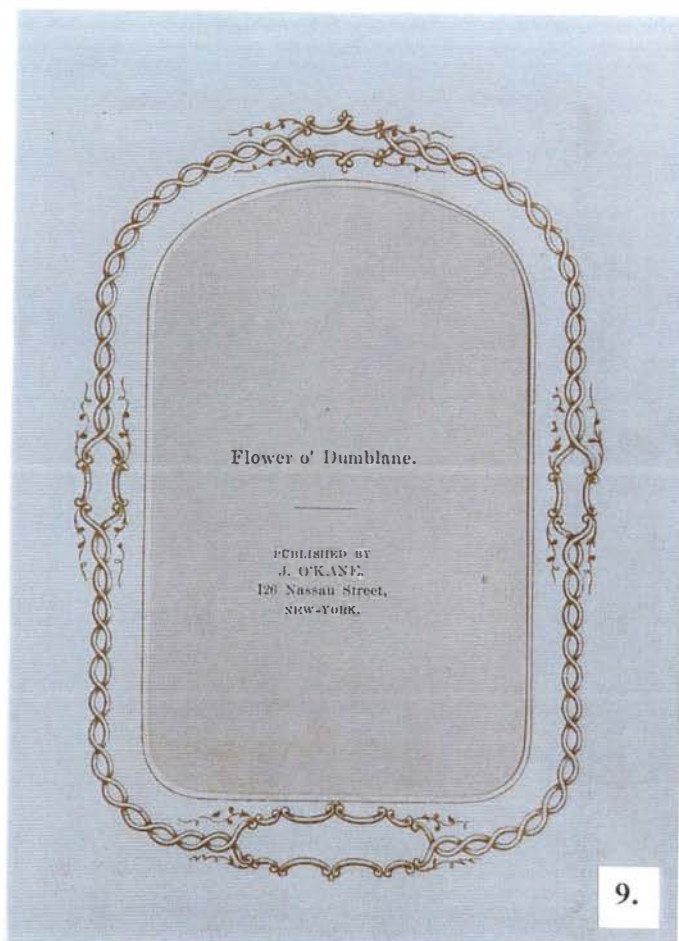 Flower o' Dumblane.
PUBLISHED BY
J. O'KANE,
126 Nassau Street,
NEW-YORK.
9.